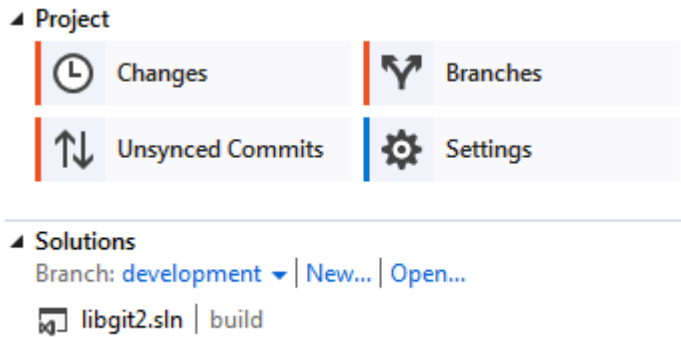 Project
Changes
Branches
Unsynced Commits
Settings
Solutions
Branch: development | New... | Open...
libgit2.sln | build